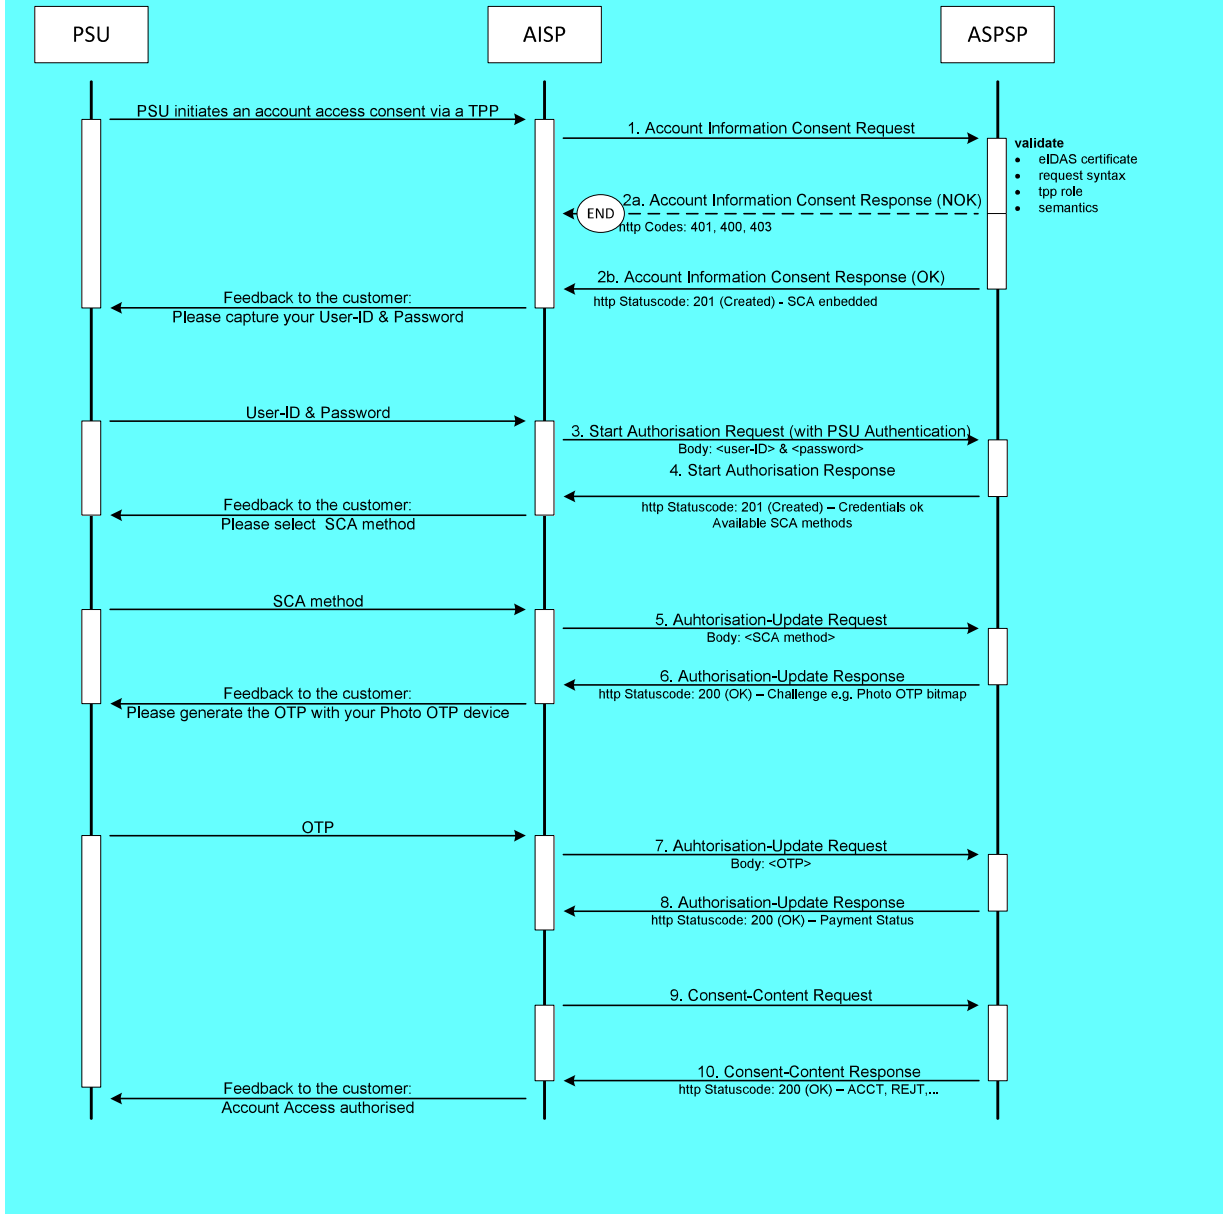 PSU
AISP
ASPSP
PSU initiates an account access consent via a TPP
1. Account Information Consent Request
validate
• eIDAS certificate
• request syntax
• tpp role
• semantics
2a. Account Information Consent Response (NOK)
END
http Codes: 401, 400, 403
2b. Account Information Consent Response (OK)
http Statuscode: 201 (Created) - SCA enbedded
Feedback to the customer:
Please capture your User-ID & Password
User-ID & Password
3. Start Authorisation Request (with PSU Authentication)
Body: <user-ID> & <password>
4. Start Authorisation Response
http Statuscode: 201 (Created) – Credentials ok
Available SCA methods
Feedback to the customer:
Please select  SCA method
SCA method
5. Auhtorisation-Update Request
Body: <SCA method>
6. Authorisation-Update Response
http Statuscode: 200 (OK) – Challenge e.g. Photo OTP bitmap
Feedback to the customer:
Please generate the OTP with your Photo OTP device
OTP
7. Auhtorisation-Update Request
Body: <OTP>
8. Authorisation-Update Response
http Statuscode: 200 (OK) – Payment Status
9. Consent-Content Request
10. Consent-Content Response
http Statuscode: 200 (OK) – ACCT, REJT,...
Feedback to the customer:
Account Access authorised